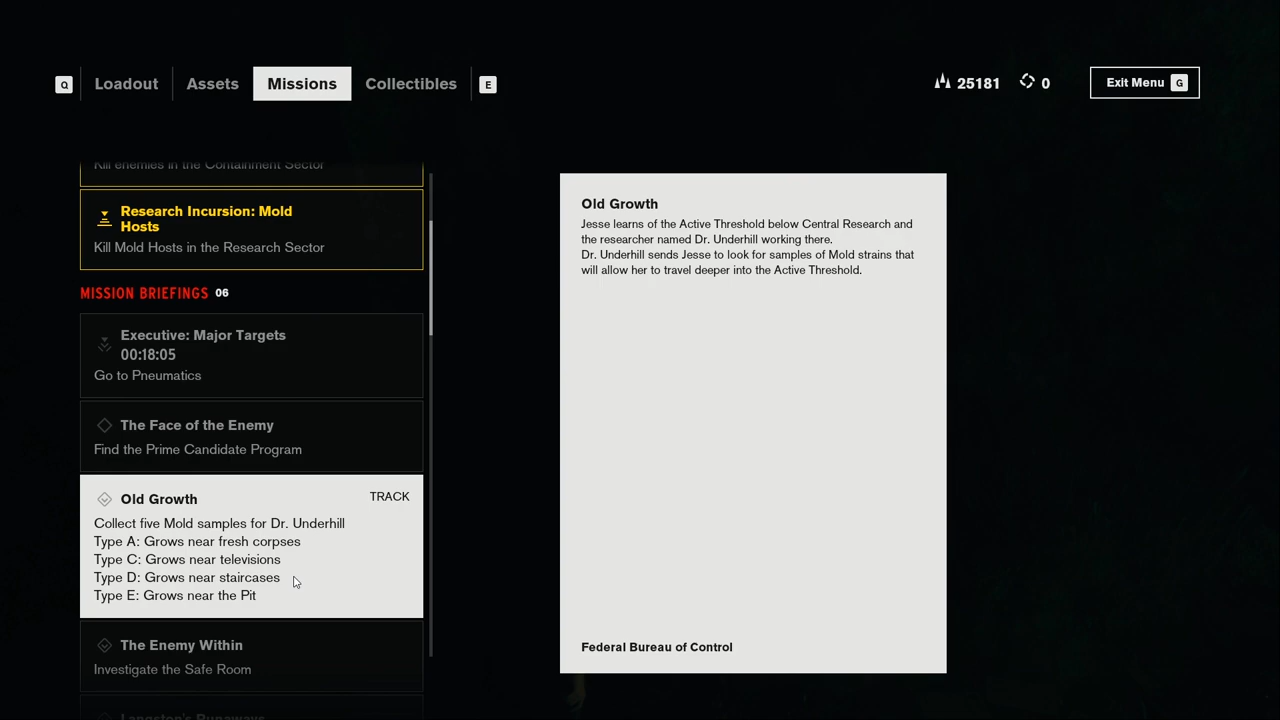 Q
Loadout
Assets
Missions
Collectibles
E
25181
0
Exit Menu G
Kill enemies in the Containment Sector
Research Incursion: Mold
Hosts
Kill Mold Hosts in the Research Sector
MISSION BRIEFINGS 06
Executive: Major Targets
00:18:05
Go to Pneumatics
The Face of the Enemy
Find the Prime Candidate Program
Old Growth
TRACK
Collect five Mold samples for Dr. Underhill
Type A: Grows near fresh corpses
Type C: Grows near televisions
Type D: Grows near staircases
Type E: Grows near the Pit
The Enemy Within
Investigate the Safe Room
Langston's Runaways
Old Growth
Jesse learns of the Active Threshold below Central Research and
the researcher named Dr. Underhill working there.
Dr. Underhill sends Jesse to look for samples of Mold strains that
will allow her to travel deeper into the Active Threshold.
Federal Bureau of Control